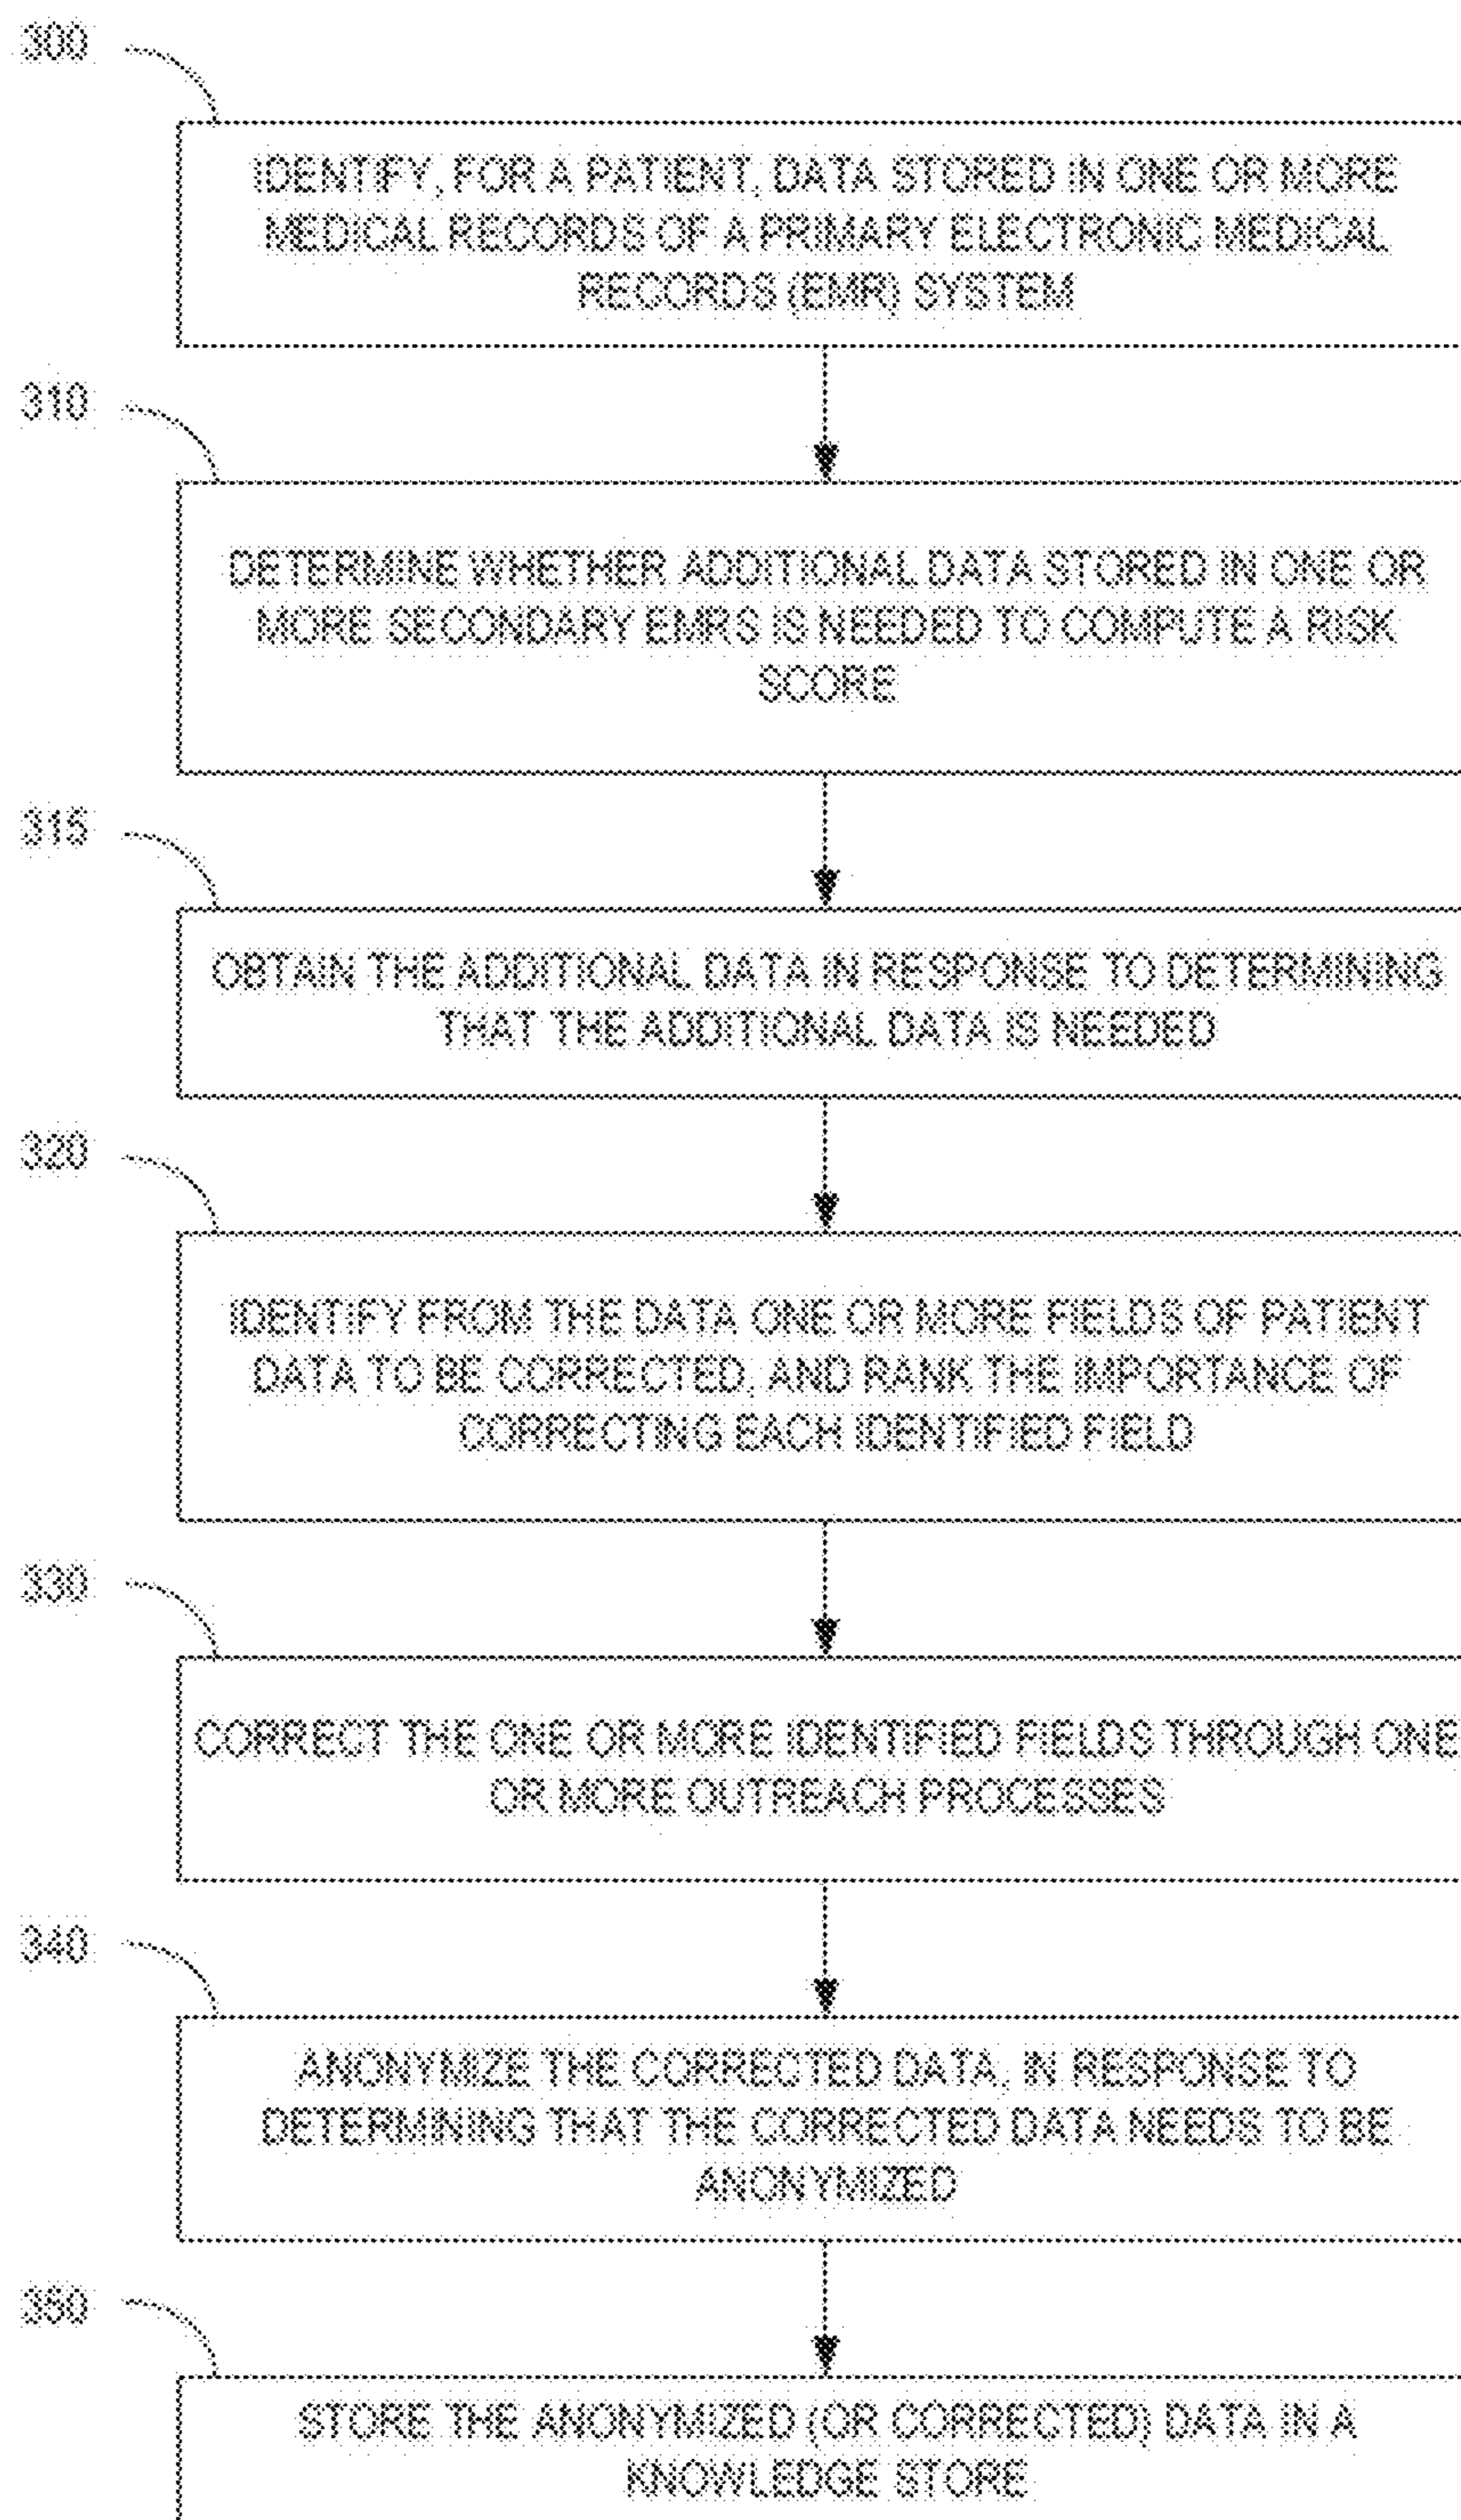 300
IDENTIFY, FOR A PATIENT, DATA STORED IN ONE OR MORE
MEDICAL RECORDS OF A PRIMARY ELECTRONIC MEDICAL
RECORDS (EMR) SYSTEM
310
DETERMINE WHETHER ADDITIONAL DATA STORED IN ONE OR
MORE SECONDARY EMRS IS NEEDED TO COMPUTE A RISK
SCORE
315
OBTAIN THE ADDITIONAL DATA IN RESPONSE TO DETERMINING
THAT THE ADDITIONAL DATA IS NEEDED
320
IDENTIFY FROM THE DATA ONE OR MORE FIELDS OF PATIENT
DATA TO BE CORRECTED, AND RANK THE IMPORTANCE OF
CORRECTING EACH IDENTIFIED FIELD
330
CORRECT THE ONE OR MORE IDENTIFIED FIELDS THROUGH ONE
OR MORE OUTREACH PROCESSES
340
ANONYMIZE THE CORRECTED DATA, IN RESPONSE TO
DETERMINING THAT THE CORRECTED DATA NEEDS TO BE
ANONYMIZED
350
STORE THE ANONYMIZED (OR CORRECTED) DATA IN A
KNOWLEDGE STORE